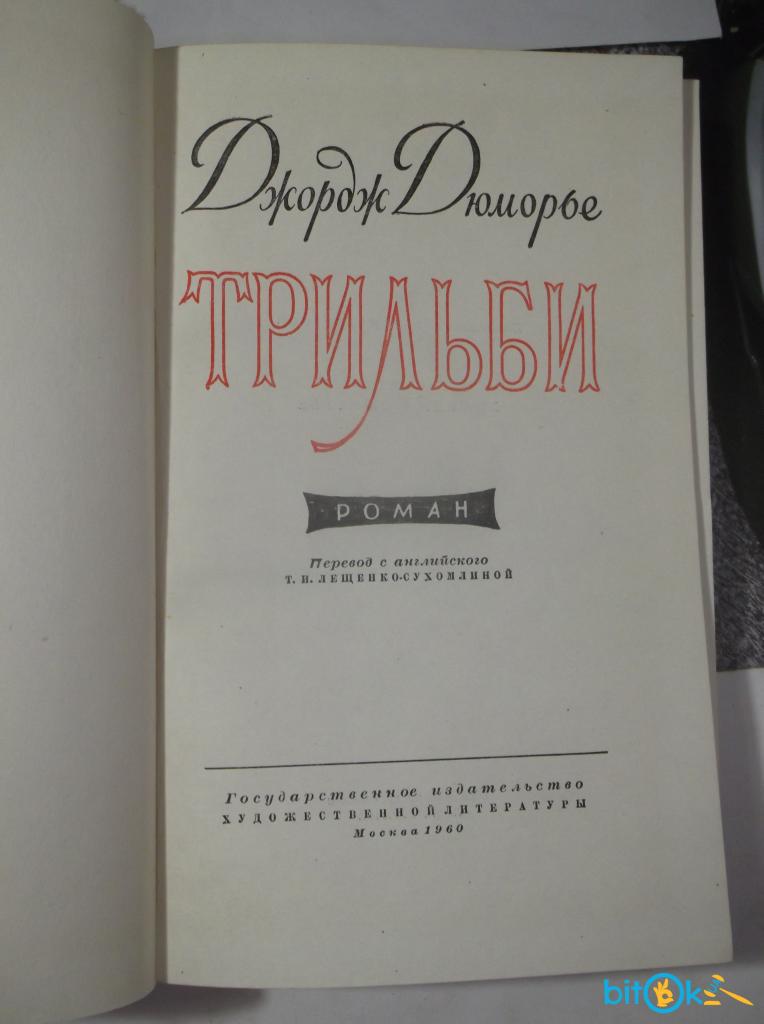 Джордж Дюморье
ТРИЛЬБИ
РОМАН
Перевод с английского
Т. И. ЛЕЩЕНКО-СУХОМЛИНОЙ
Государственное издательство
ХУДОЖЕСТВЕННОЙ ЛИТЕРАТУРЫ
Москва 1960
bitOk